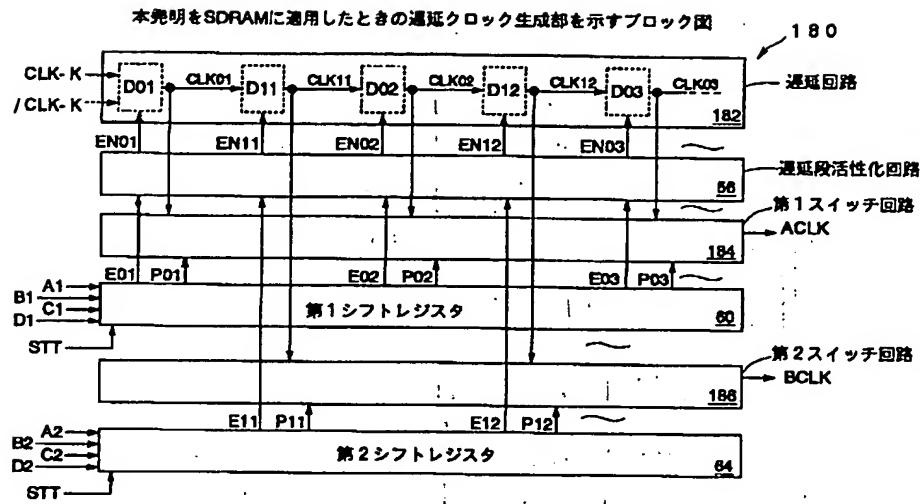 本発明をSDRAMに適用したときの遅延クロック生成部を示すブロック図
180
CLK-K
/CLK-K
D01 CLK01 D11 CLK11 D02 CLK02 D12 CLK12 D03 CLK03
遅延回路
182
EN01 EN11 EN02 EN12 EN03
遅延段活性化回路
56
第1スイッチ回路
184
ACLK
E01 P01 E02 P02 E03 P03
A1
B1
C1
D1
第1シフトレジスタ
60
STT
第2スイッチ回路
186
BCLK
E11 P11 E12 P12
A2
B2
C2
D2
第2シフトレジスタ
64
STT